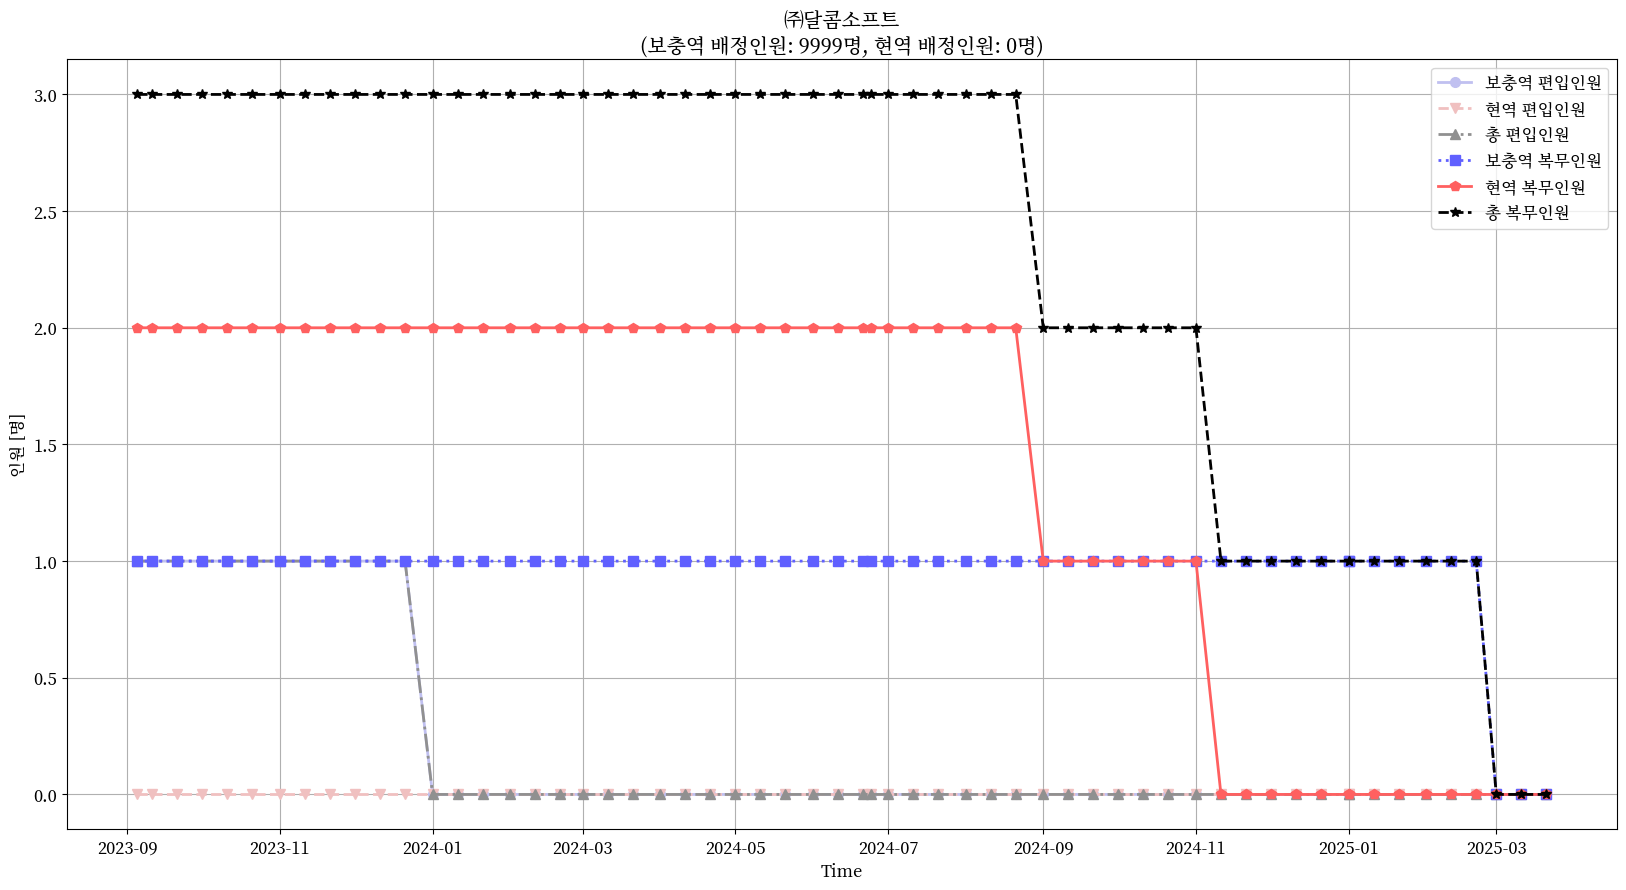 ㈜달콤소프트
(보충역 배정인원: 9999명, 현역 배정인원: 0명)
보충역 편입인원
현역 편입인원
총 편입인원
보충역 복무인원
현역 복무인원
총 복무인원
인원 [명]
3.0
2.5
2.0
1.5
1.0
0.5
0.0
2023-09
2023-11
2024-01
2024-03
2024-05
2024-07
2024-09
2024-11
2025-01
2025-03
Time